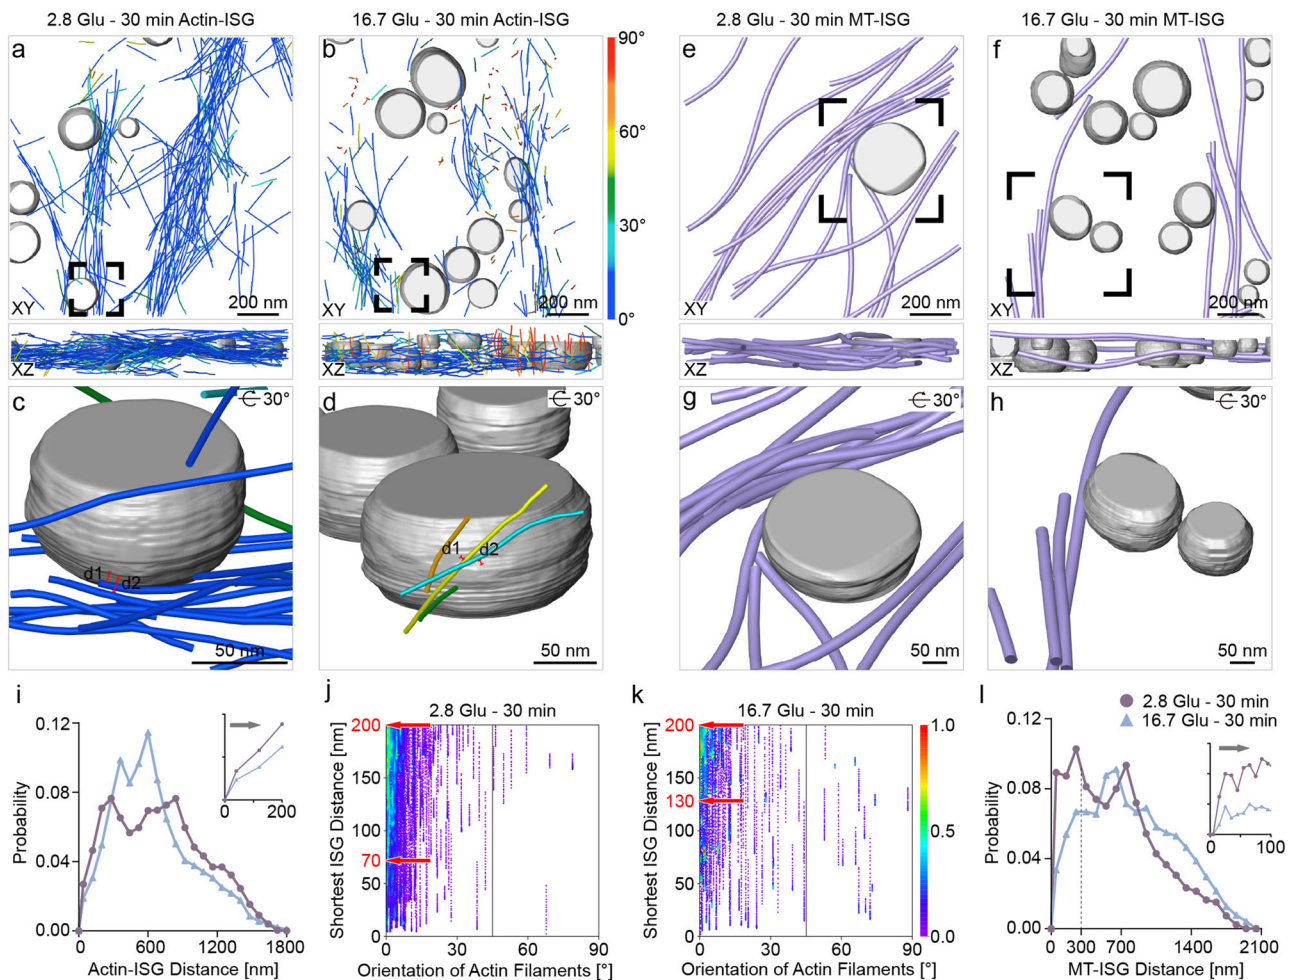 2.8 Glu - 30 min Actin-ISG
16.7 Glu - 30 min Actin-ISG
2.8 Glu - 30 min MT-ISG
16.7 Glu - 30 min MT-ISG
a
XY
200 nm
b
XY
200 nm
90°
60°
30°
0°
e
XY
200 nm
f
XY
200 nm
XZ
XZ
XZ
XZ
c
30°
d1
d2
50 nm
d
30°
d1
d2
50 nm
g
30°
50 nm
h
30°
50 nm
i
Probability
0.12
0.08
0.04
0.00
0
600
1200
1800
Actin-ISG Distance [nm]
0
200
j
2.8 Glu - 30 min
Shortest ISG Distance [nm]
200
150
100
70
50
0
0
30
60
90
Orientation of Actin Filaments [°]
k
16.7 Glu - 30 min
Shortest ISG Distance [nm]
200
150
130
100
50
0
0
30
60
90
Orientation of Actin Filaments [°]
1.0
0.5
0.0
l
2.8 Glu - 30 min
16.7 Glu - 30 min
Probability
0.12
0.08
0.04
0.00
0
300
700
1400
2100
MT-ISG Distance [nm]
0
100